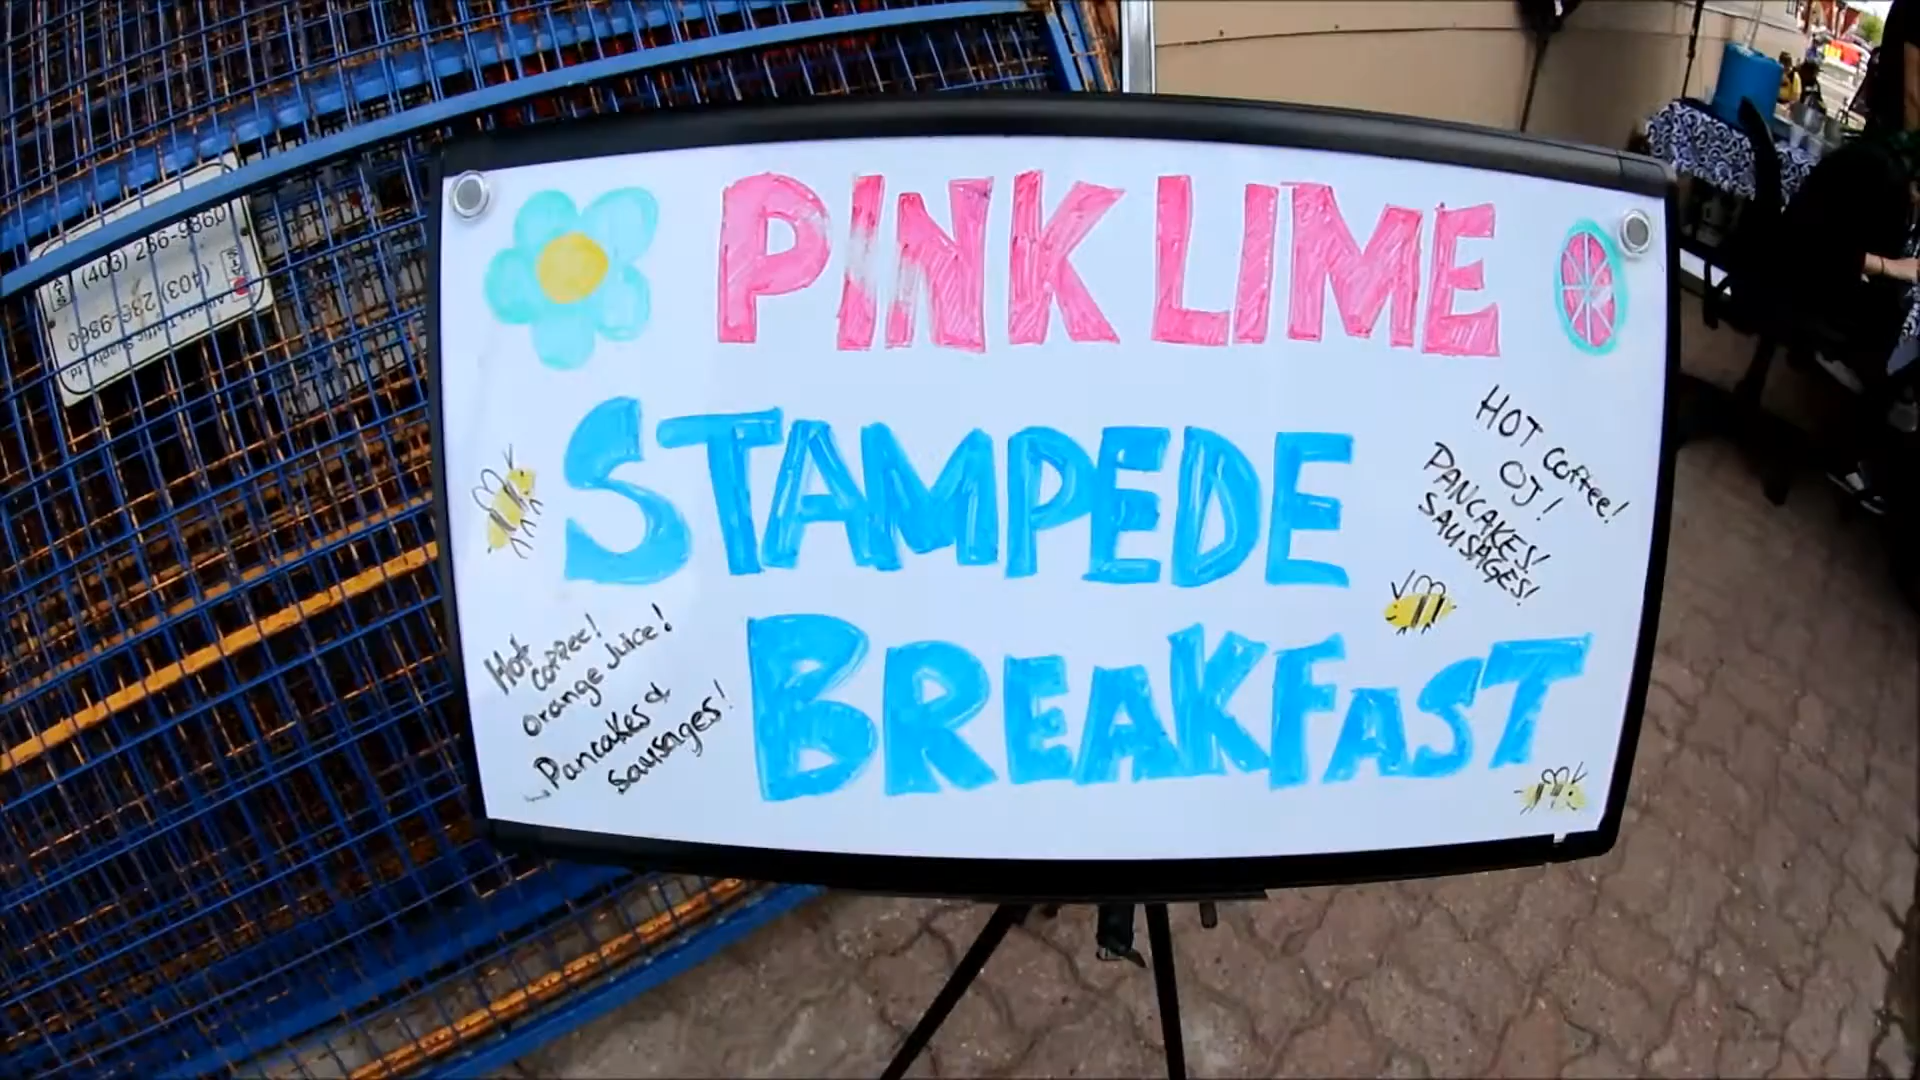 PINK LIME
STAMPEDE
BREAKFAST
HOT Coffee!
OJ!
PANCAKES!
SAUSAGES!
Hot
Coffee!
Orange Juice!
Pancakes &
Sausages!
(403) 236-9860
(403) 236-9860
ATS